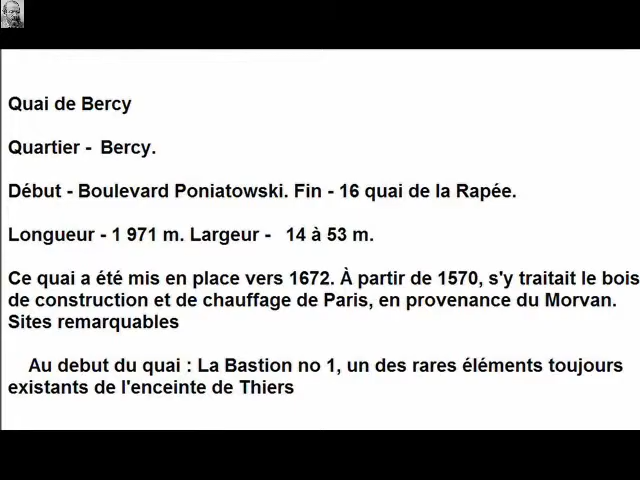 Quai de Bercy
Quartier - Bercy.
Début - Boulevard Poniatowski. Fin - 16 quai de la Rapée.
Longueur - 1 971 m. Largeur - 14 à 53 m.
Ce quai a été mis en place vers 1672. À partir de 1570, s'y traitait le bois
de construction et de chauffage de Paris, en provenance du Morvan.
Sites remarquables
Au debut du quai : La Bastion no 1, un des rares éléments toujours
existants de l'enceinte de Thiers